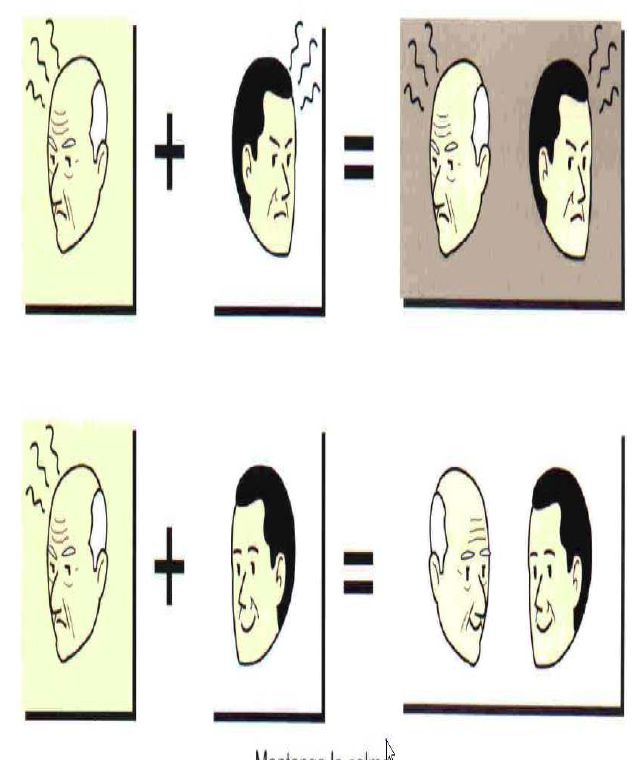 + =
+ =
Mantenga la